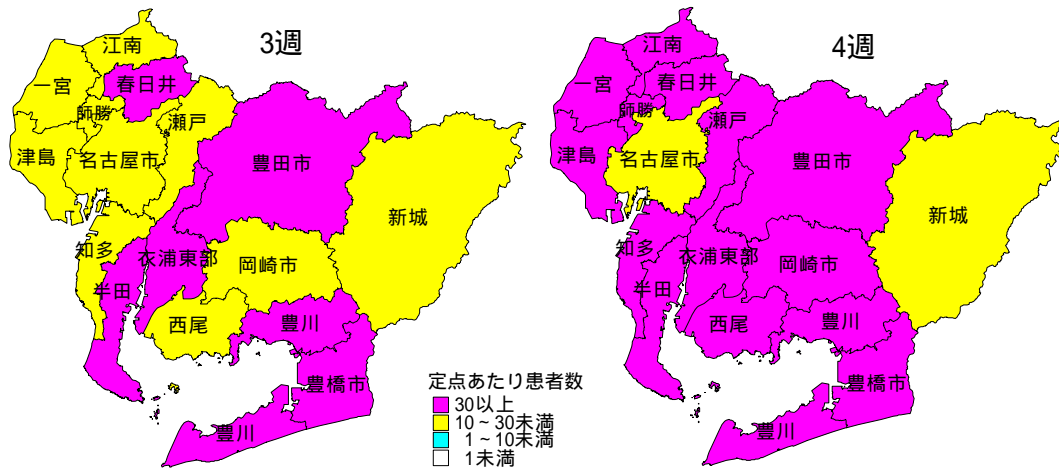 3週
江南
一宮
春日井
師勝
瀬戸
津島
名古屋市
豊田市
新城
知多
衣浦東部
岡崎市
半田
西尾
豊川
豊橋市
豊川
4週
江南
一宮
春日井
師勝
瀬戸
津島
名古屋市
豊田市
新城
知多
衣浦東部
岡崎市
半田
西尾
豊川
豊橋市
豊川
定点あたり患者数
30以上
10～30未満
1～10未満
1未満